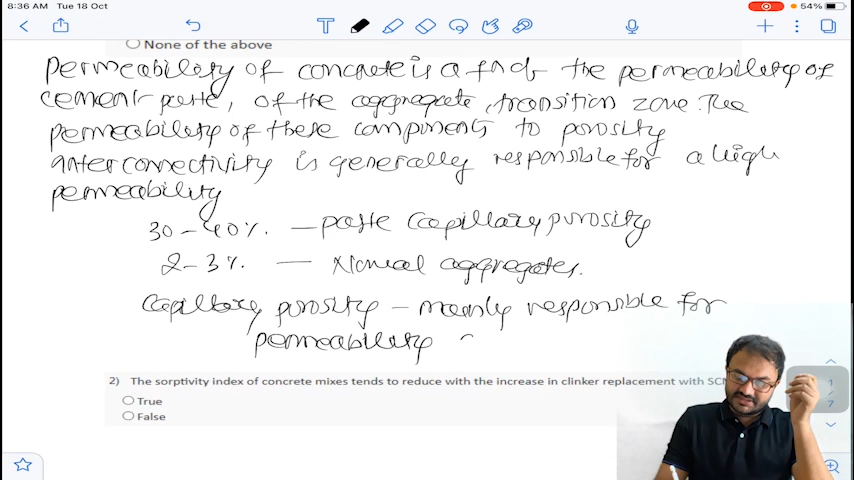 8:36 AM Tue 18 Oct
54%
None of the above
Permeability of concrete is a fn of the permeability of
cement paste, of the aggregate, transition zone. The
permeability of these components to porosity
interconnectivity is generally responsible for a high
permeability
30-40%. - paste capillary porosity
2-3%. - Normal aggregates.
Capillary porosity - mainly responsible for
permeability
2) The sorptivity index of concrete mixes tends to reduce with the increase in clinker replacement with SCM
True
False
1
7